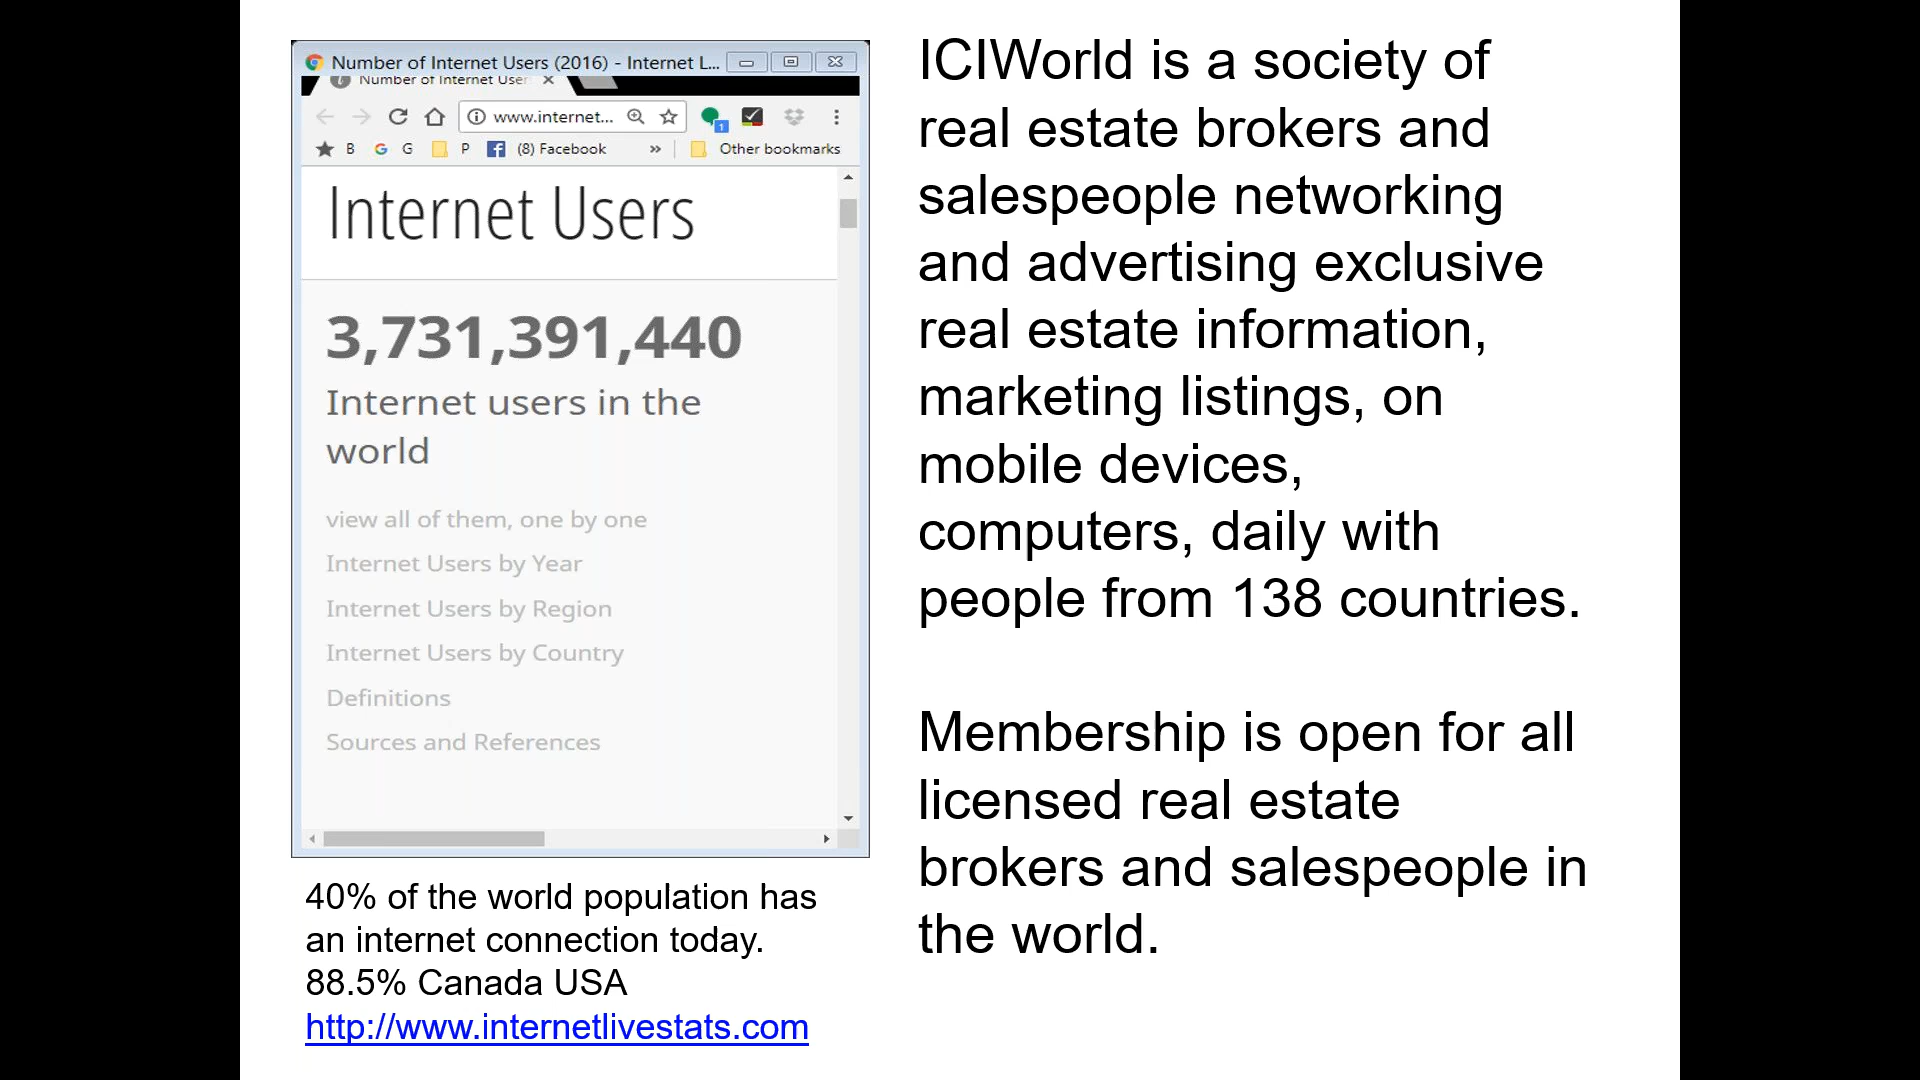 Number of Internet Users (2016) - Internet L...
Number of Internet User
www.internet...
B G P (8) Facebook » Other bookmarks
Internet Users
3,731,391,440
Internet users in the
world
view all of them, one by one
Internet Users by Year
Internet Users by Region
Internet Users by Country
Definitions
Sources and References
40% of the world population has
an internet connection today.
88.5% Canada USA
http://www.internetlivestats.com
ICIWorld is a society of
real estate brokers and
salespeople networking
and advertising exclusive
real estate information,
marketing listings, on
mobile devices,
computers, daily with
people from 138 countries.
Membership is open for all
licensed real estate
brokers and salespeople in
the world.